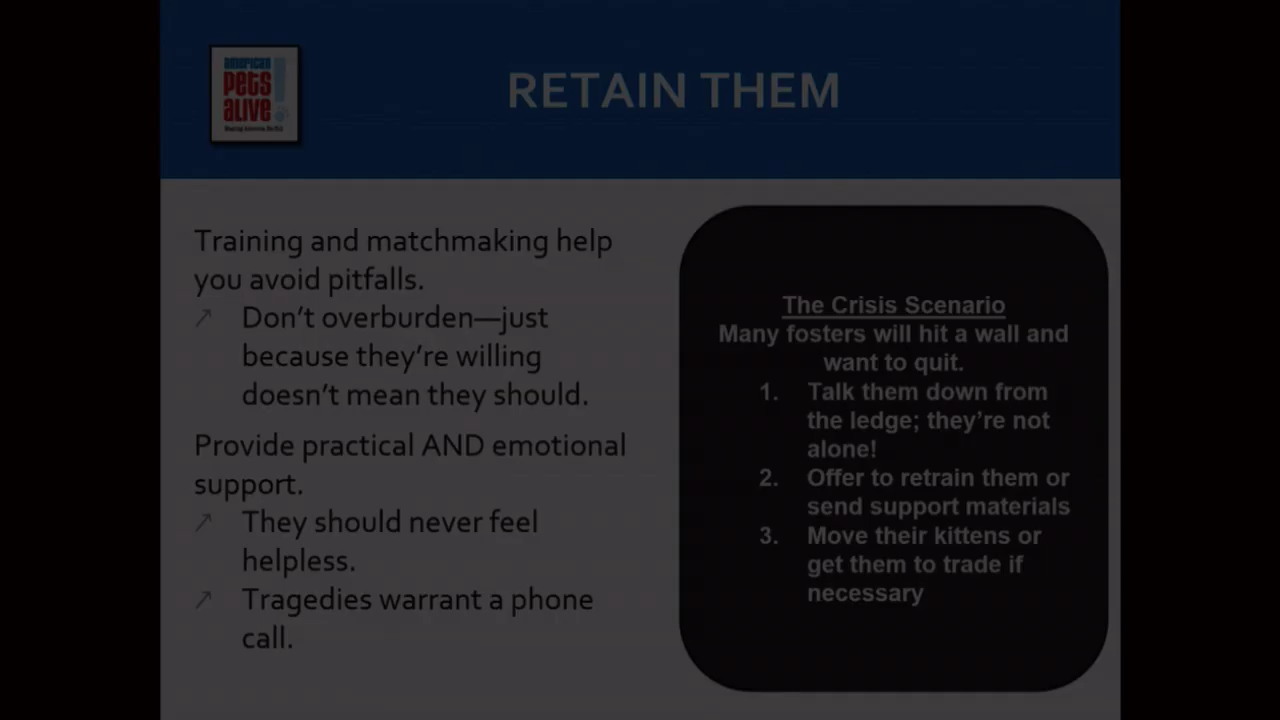 american
PETS
ALIVE!
RETAIN THEM
Training and matchmaking help
you avoid pitfalls.
Don't overburden—just
because they're willing
doesn't mean they should.
Provide practical AND emotional
support.
They should never feel
helpless.
Tragedies warrant a phone
call.
The Crisis Scenario
Many fosters will hit a wall and
want to quit.
1. Talk them down from
the ledge; they're not
alone!
2. Offer to retrain them or
send support materials
3. Move their kittens or
get them to trade if
necessary